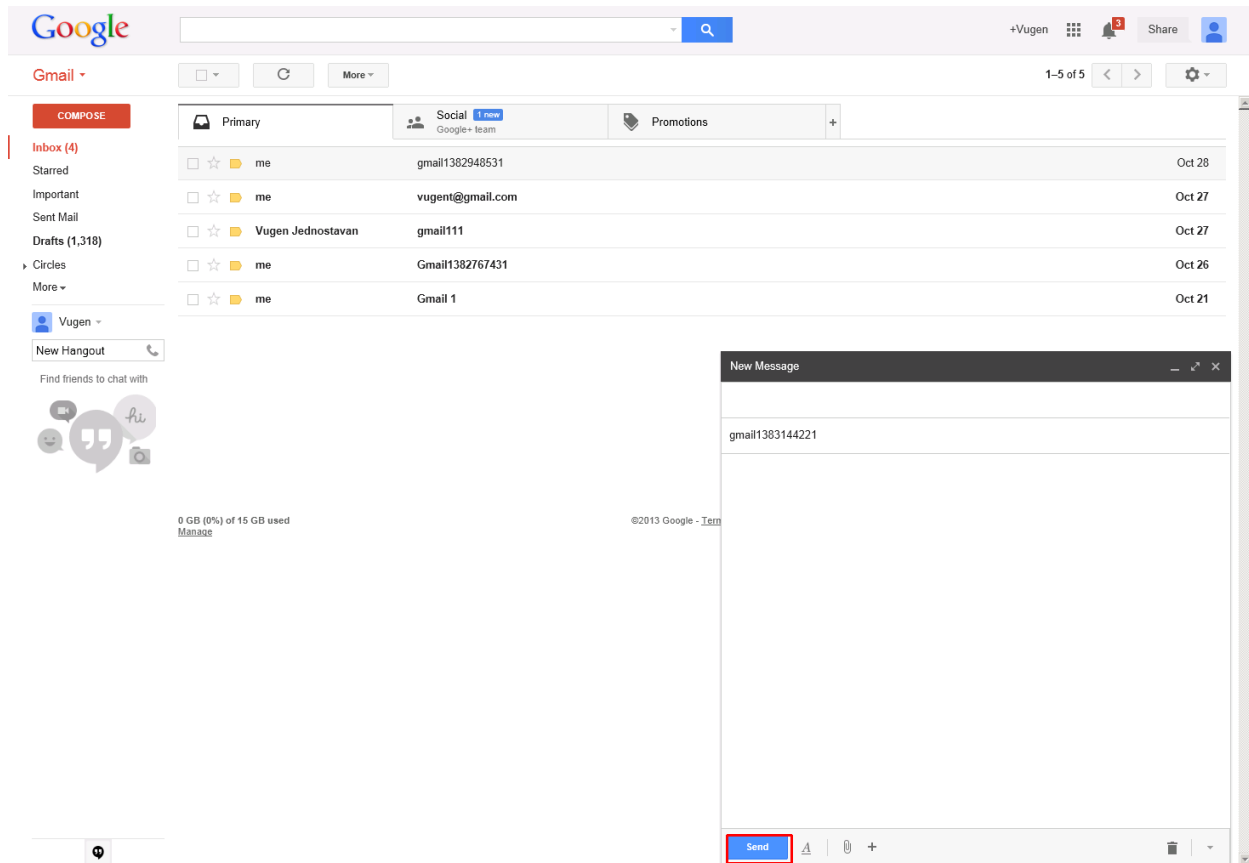 Google
+Vugen
3
Share
Gmail
More
1–5 of 5
COMPOSE
Inbox (4)
Starred
Important
Sent Mail
Drafts (1,318)
Circles
More
Vugen
New Hangout
Find friends to chat with
hi
Primary
Social 1 new
Google+ team
Promotions
+
me gmail1382948531 Oct 28
me vugent@gmail.com Oct 27
Vugen Jednostavan gmail111 Oct 27
me Gmail1382767431 Oct 26
me Gmail 1 Oct 21
0 GB (0%) of 15 GB used
Manage
©2013 Google - Term
New Message
gmail1383144221
Send A +